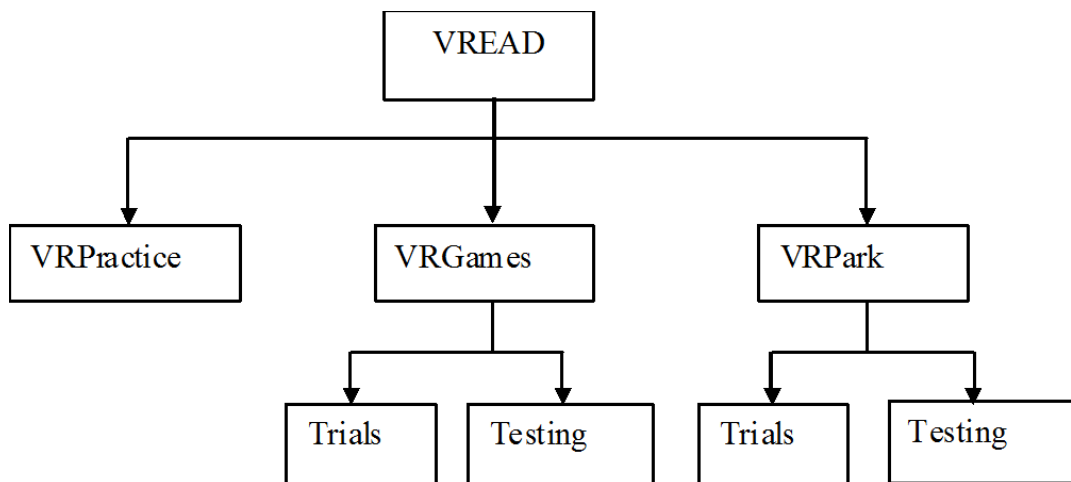 VREAD
VRPractice
VRGames
VRPark
Trials
Testing
Trials
Testing